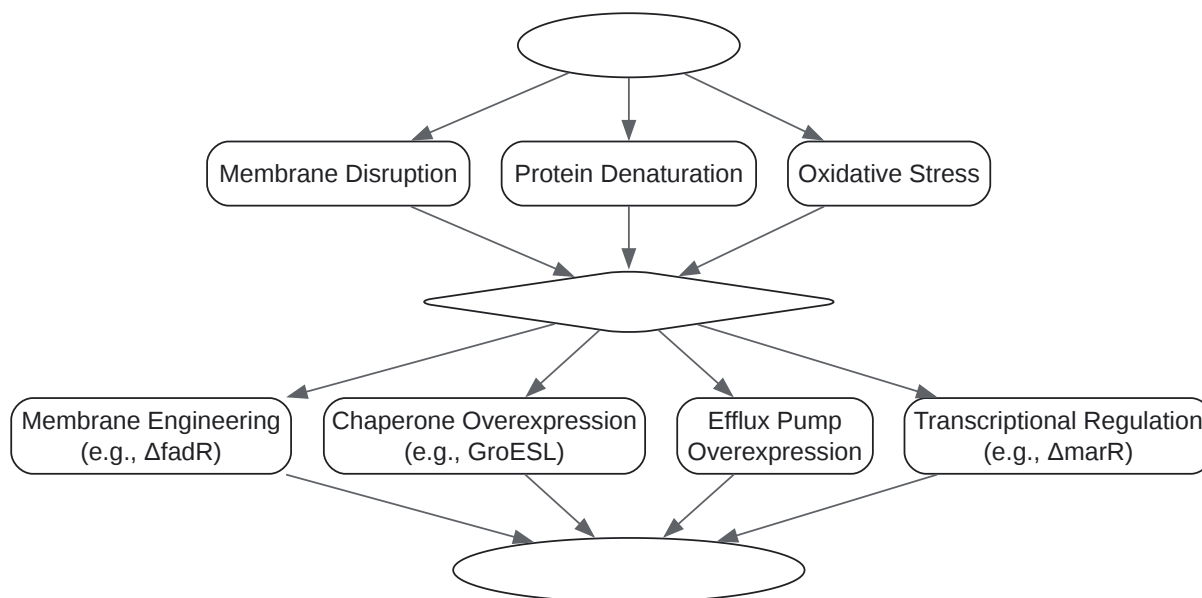 Membrane Disruption
Protein Denaturation
Oxidative Stress
Membrane Engineering
(e.g., ΔfadR)
Chaperone Overexpression
(e.g., GroESL)
Efflux Pump
Overexpression
Transcriptional Regulation
(e.g., ΔmarR)